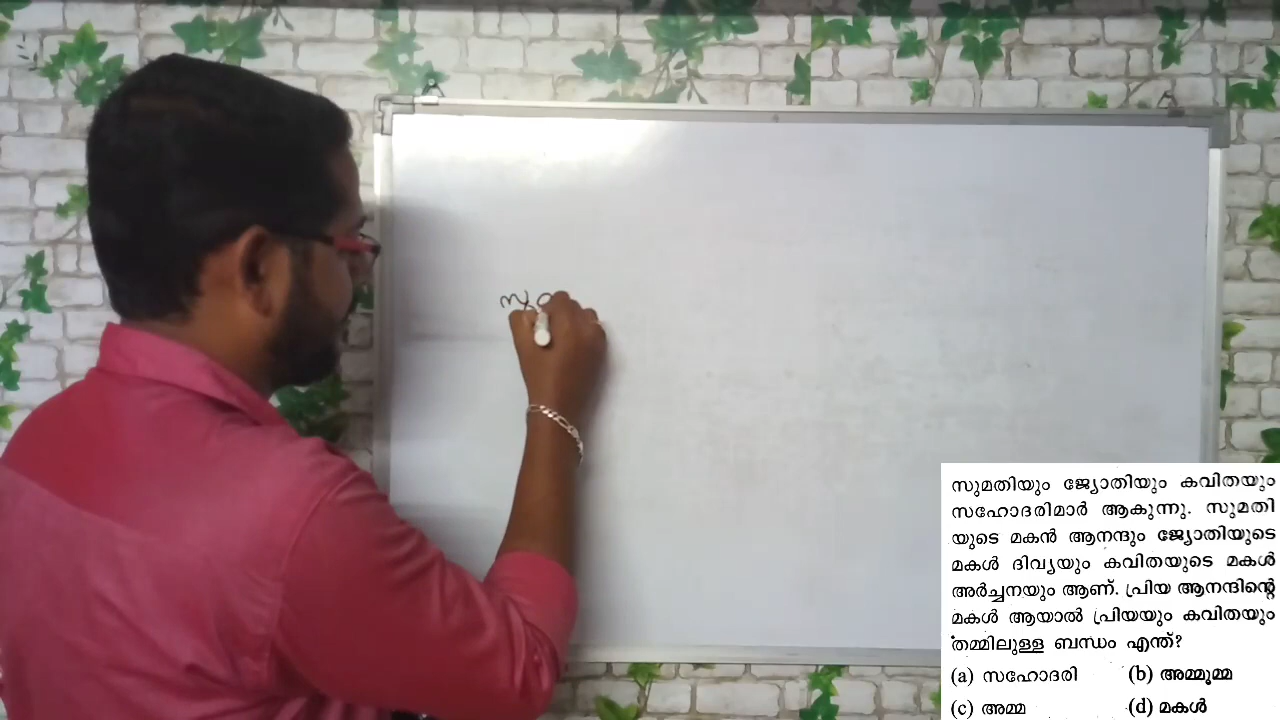 സു
സുമതിയും ജ്യോതിയും കവിതയും
സഹോദരിമാർ ആകുന്നു. സുമതി
യുടെ മകൻ ആനന്ദും ജ്യോതിയുടെ
മകൾ ദിവ്യയും കവിതയുടെ മകൾ
അർച്ചനയും ആണ്. പ്രിയ ആനന്ദിന്റെ
മകൾ ആയാൽ പ്രിയയും കവിതയും
തമ്മിലുള്ള ബന്ധം എന്ത്?
(a) സഹോദരി (b) അമ്മൂമ്മ
(c) അമ്മ (d) മകൾ